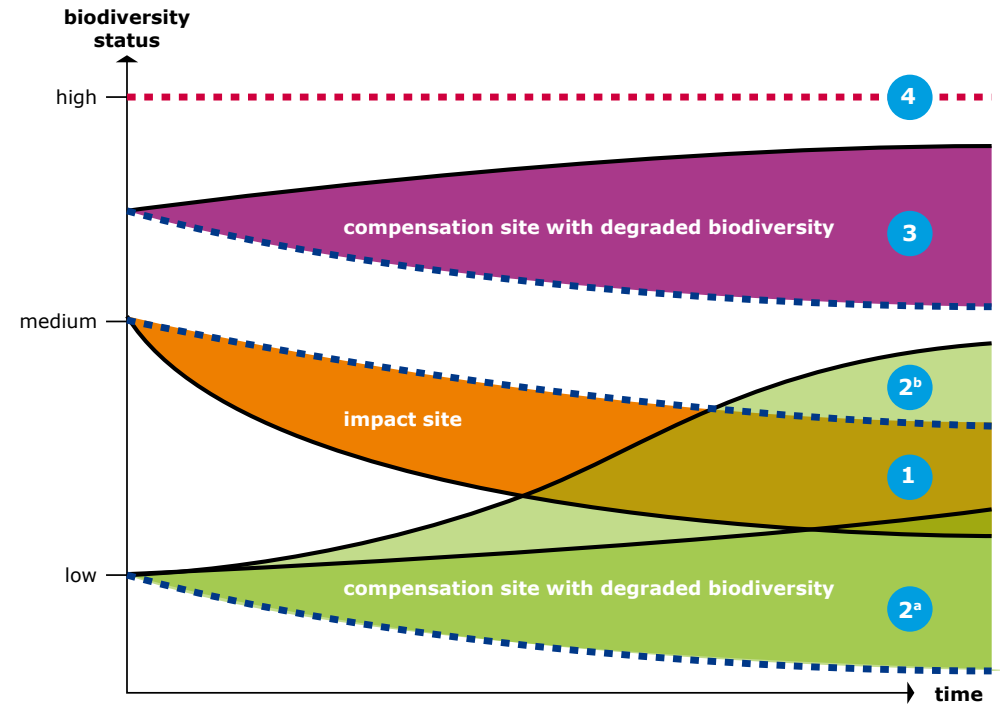 biodiversity
status
high
4
compensation site with degraded biodiversity
3
medium
2ᵇ
impact site
1
low
compensation site with degraded biodiversity
2ᵃ
time